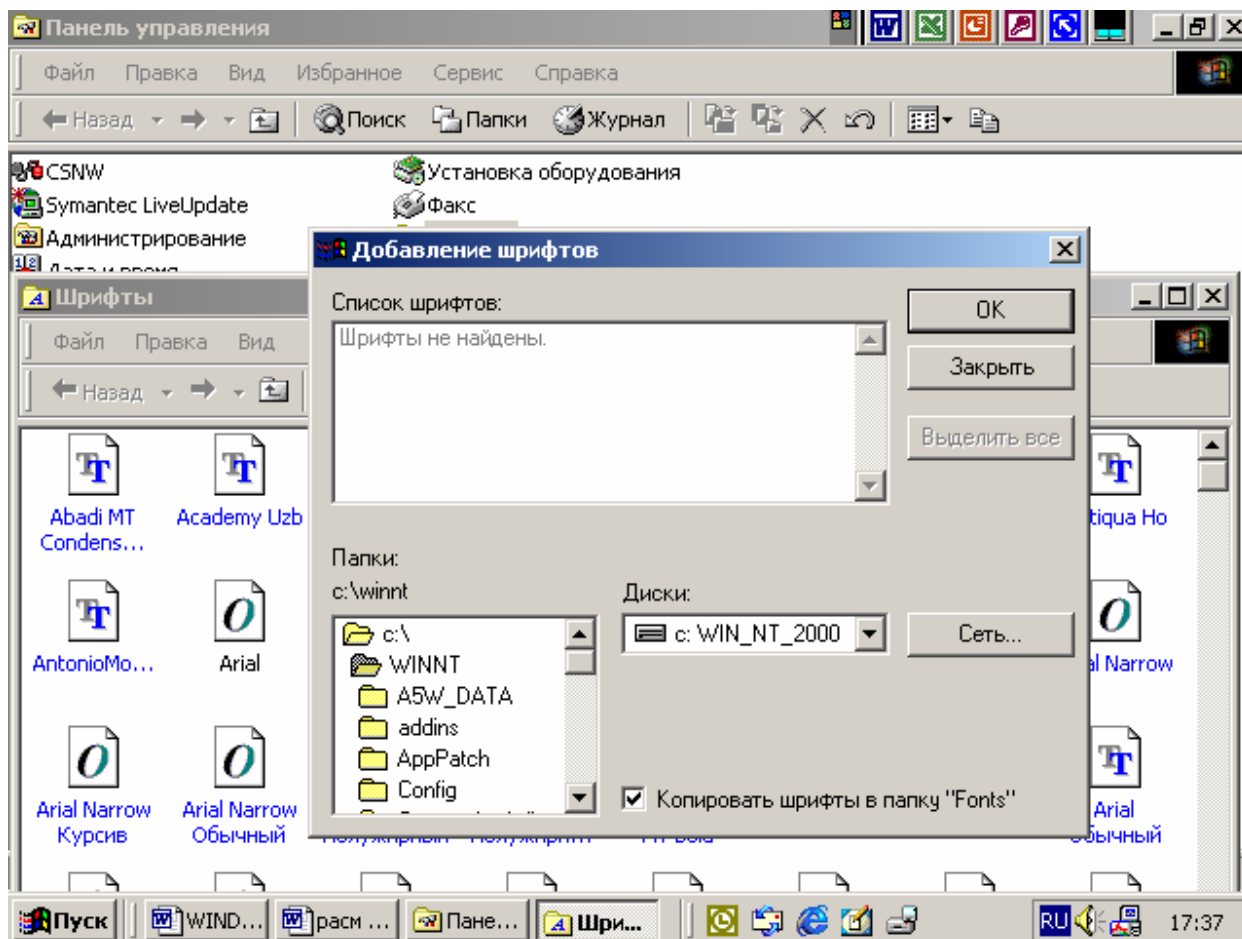 Панель управления
Файл Правка Вид Избранное Сервис Справка
Назад Поиск Папки Журнал
CSNW
Установка оборудования
Symantec LiveUpdate
Факс
Администрирование
Дата и время
Добавление шрифтов
Список шрифтов:
Шрифты не найдены.
OK
Закрыть
Выделить все
Папки:
c:\winnt
c:\
WINNT
A5W_DATA
addins
AppPatch
Config
Диски:
c: WIN_NT_2000
Сеть...
Копировать шрифты в папку "Fonts"
Шрифты
Файл Правка Вид
Назад
Abadi MT
Condens...
Academy Uzb
tiqua Ho
AntonioMo...
Arial
al Narrow
Arial Narrow
Курсив
Arial Narrow
Обычный
Arial
Обычный
Пуск WIND... расм ... Пане... Шри... RU 17:37